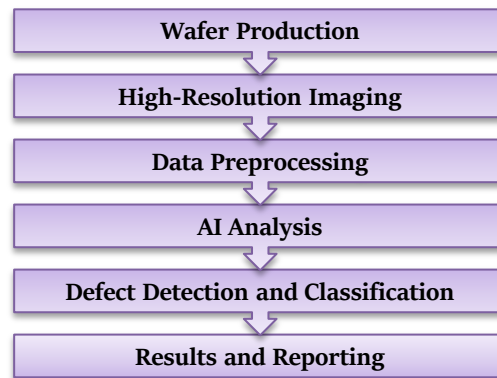 Wafer Production
High-Resolution Imaging
Data Preprocessing
AI Analysis
Defect Detection and Classification
Results and Reporting